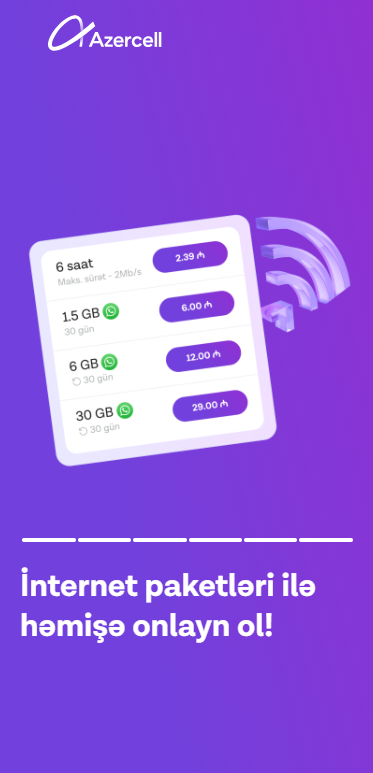 Azercell
6 saat
Maks. sürət - 2Mb/s
2.39 ₼
1.5 GB
30 gün
6.00 ₼
6 GB
30 gün
12.00 ₼
30 GB
30 gün
29.00 ₼
İnternet paketləri ilə
həmişə onlayn ol!